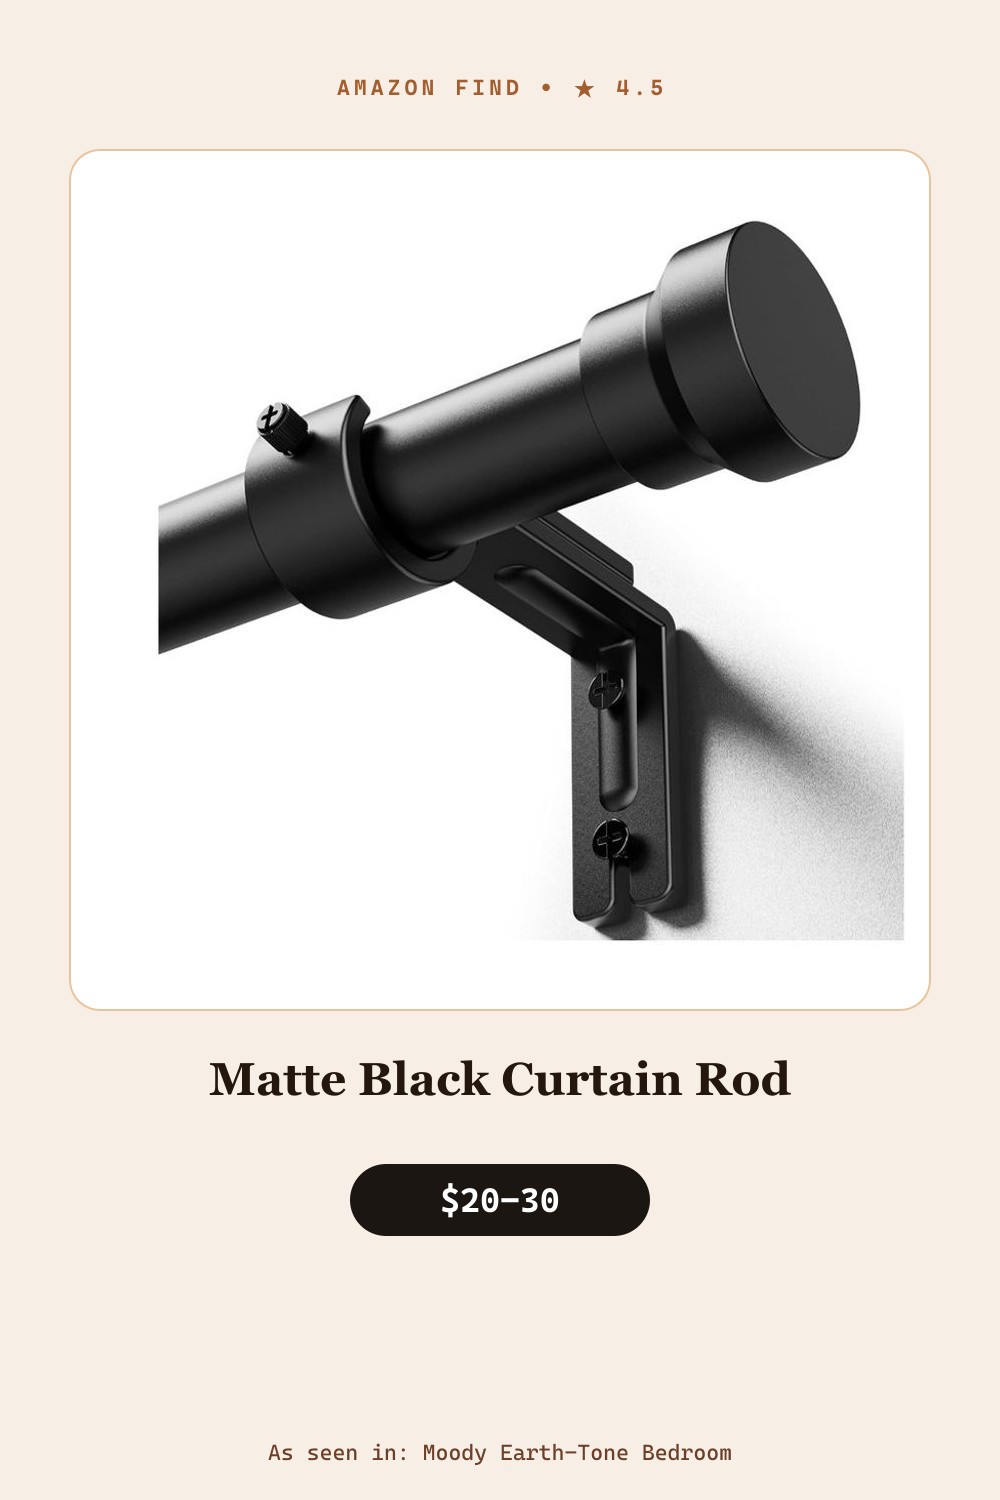 AMAZON FIND • ★ 4.5
Matte Black Curtain Rod
$20–30
As seen in: Moody Earth-Tone Bedroom